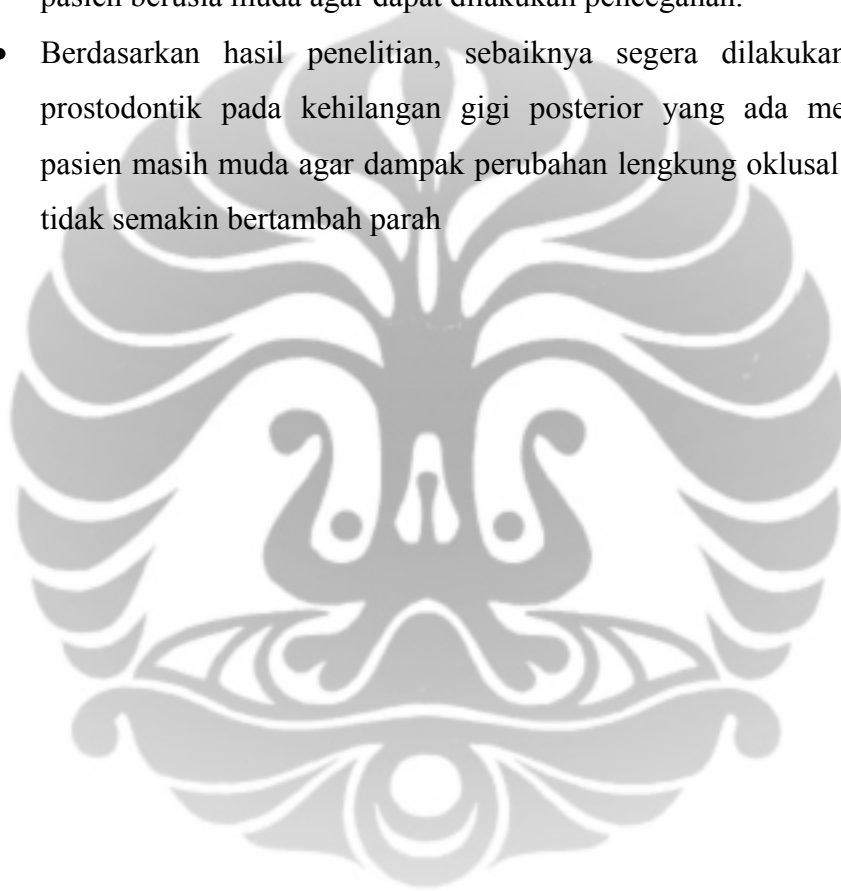 pasien berusia muda agar dapat dilakukan pencegahan.
• Berdasarkan hasil penelitian, sebaiknya segera dilakukan
prostodontik pada kehilangan gigi posterior yang ada me
pasien masih muda agar dampak perubahan lengkung oklusal
tidak semakin bertambah parah